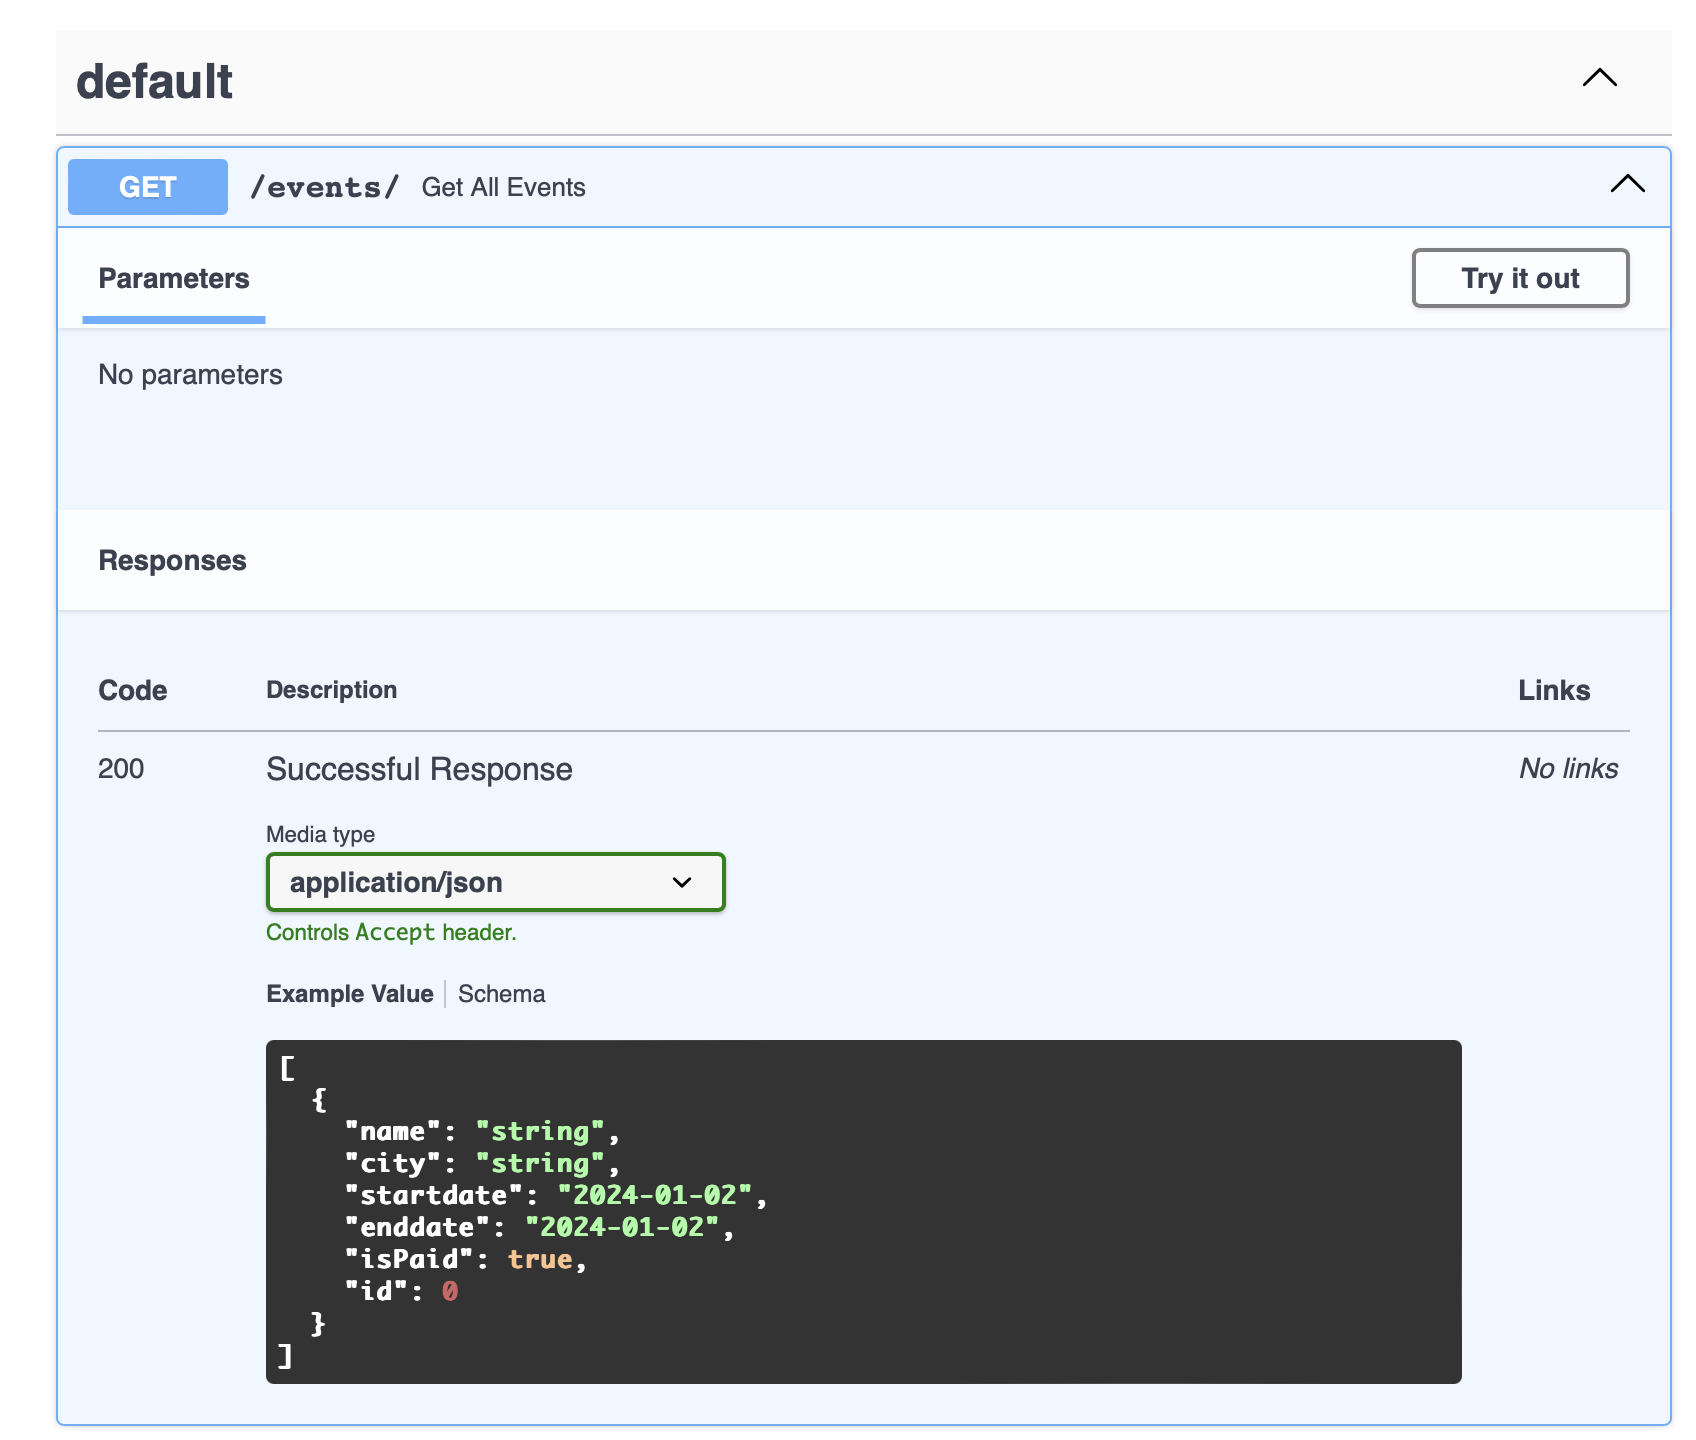 default
GET /events/ Get All Events
Parameters Try it out
No parameters
Responses
Code Description Links
200 Successful Response No links
Media type
application/json
Controls Accept header.
Example Value Schema
[
  {
    "name": "string",
    "city": "string",
    "startdate": "2024-01-02",
    "enddate": "2024-01-02",
    "isPaid": true,
    "id": 0
  }
]